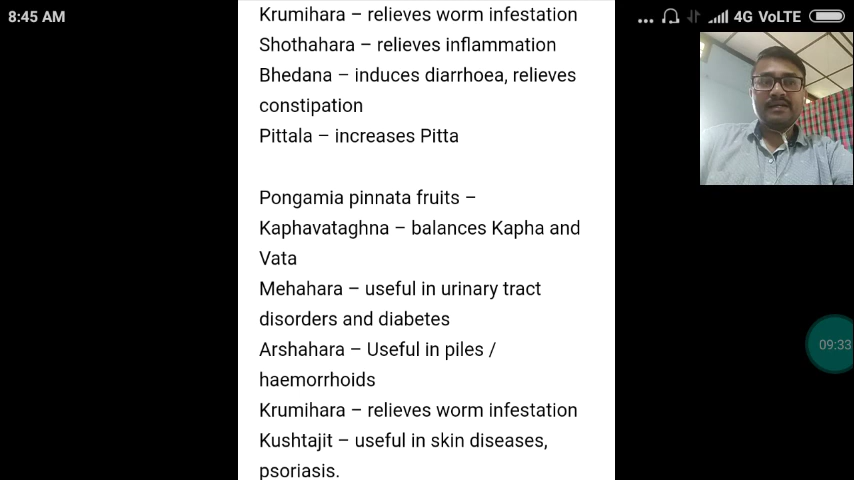 8:45 AM
... 4G VoLTE
Krumihara – relieves worm infestation
Shothahara – relieves inflammation
Bhedana – induces diarrhoea, relieves
constipation
Pittala – increases Pitta
Pongamia pinnata fruits –
Kaphavataghna – balances Kapha and
Vata
Mehahara – useful in urinary tract
disorders and diabetes
Arshahara – Useful in piles /
haemorrhoids
Krumihara – relieves worm infestation
Kushtajit – useful in skin diseases,
psoriasis.
09:33